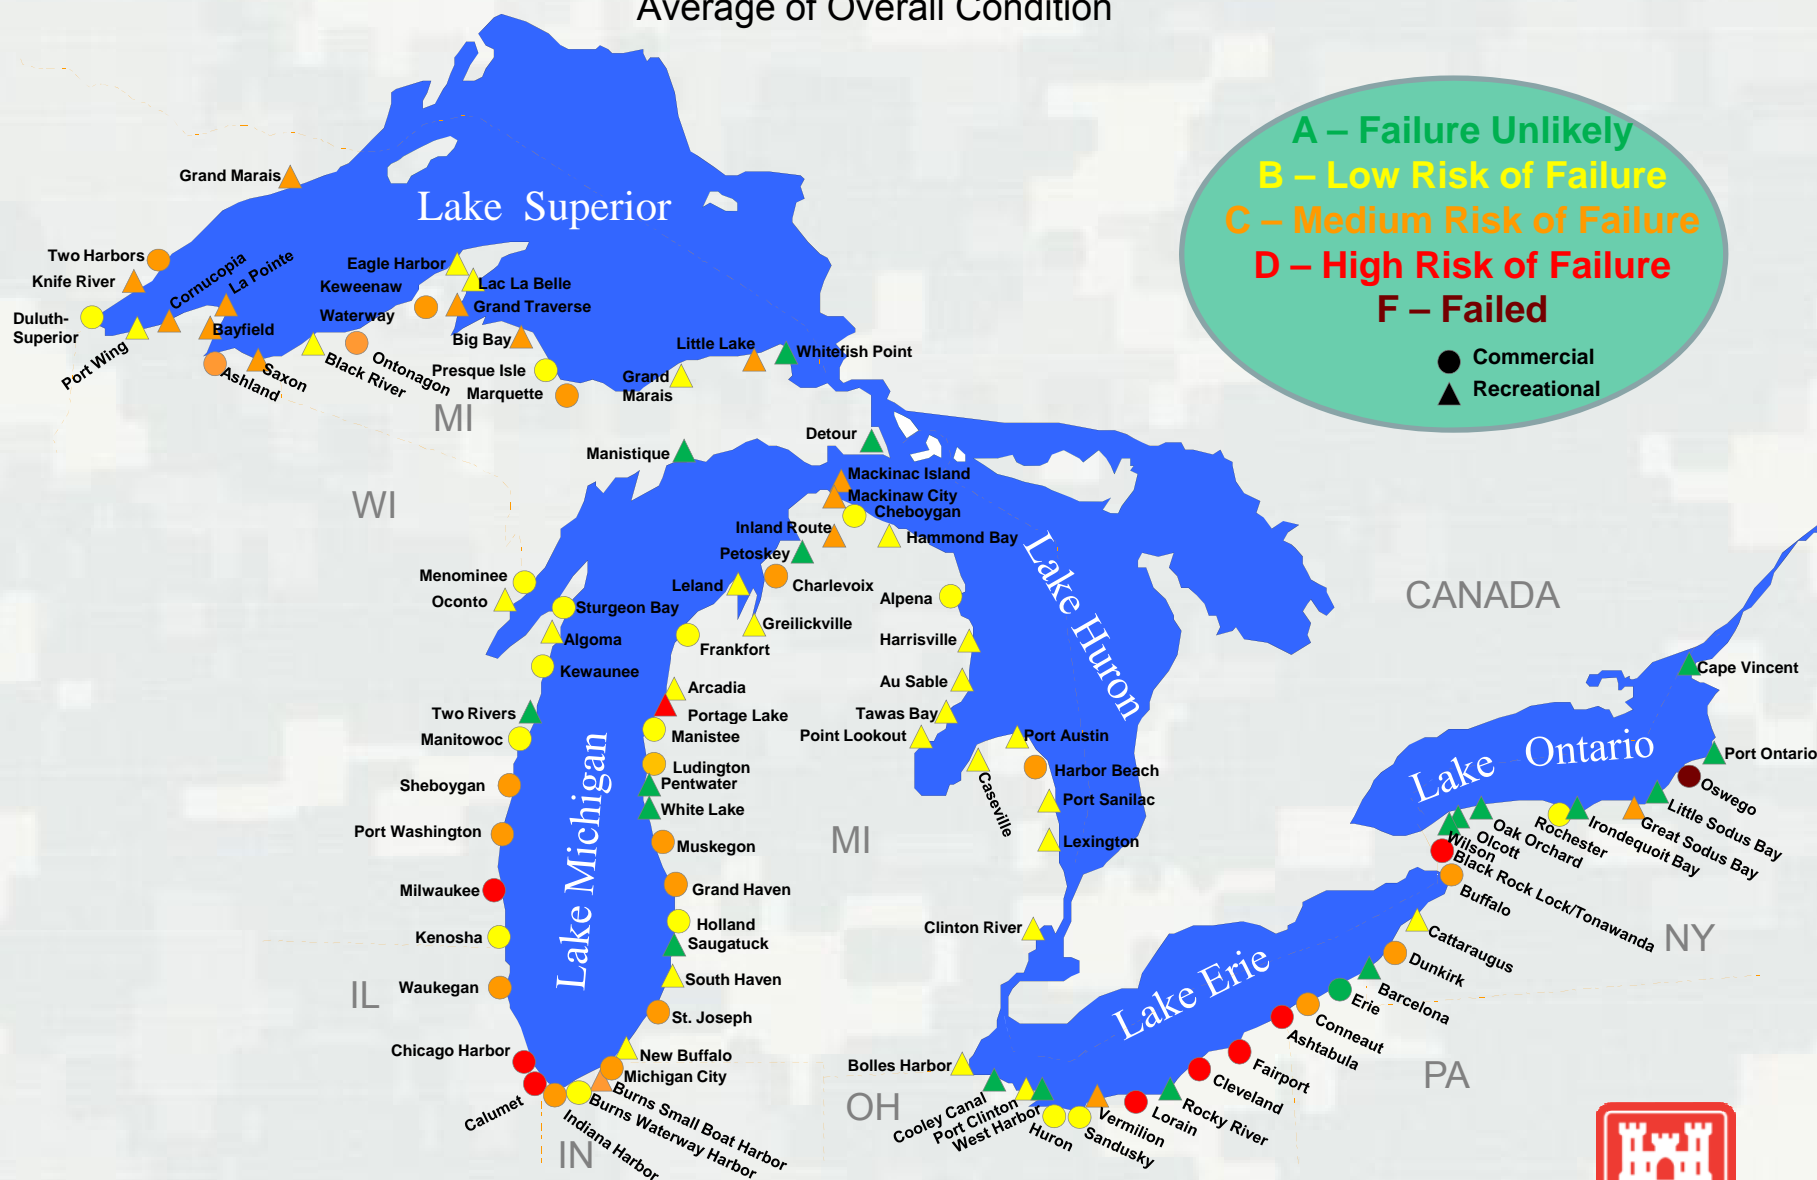 Average of Overall Condition
A – Failure Unlikely
B – Low Risk of Failure
C – Medium Risk of Failure
D – High Risk of Failure
F – Failed
Commercial
Recreational
Lake Superior
Grand Marais
Two Harbors
Knife River
Duluth-
Superior
Port Wing
Cornucopia
La Pointe
Bayfield
Ashland
Saxon
Black River
Ontonagon
Eagle Harbor
Keweenaw
Waterway
Lac La Belle
Grand Traverse
Big Bay
Presque Isle
Marquette
Grand
Marais
Little Lake
Whitefish Point
MI
WI
Detour
Manistique
Mackinac Island
Mackinaw City
Cheboygan
Inland Route
Hammond Bay
Petoskey
Charlevoix
Leland
Greilickville
Frankfort
Arcadia
Portage Lake
Manistee
Ludington
Pentwater
White Lake
Muskegon
Grand Haven
Holland
Saugatuck
South Haven
St. Joseph
New Buffalo
Michigan City
Burns Small Boat Harbor
Burns Waterway Harbor
Indiana Harbor
Calumet
Chicago Harbor
Waukegan
Kenosha
Milwaukee
Port Washington
Sheboygan
Manitowoc
Two Rivers
Kewaunee
Algoma
Sturgeon Bay
Oconto
Menominee
Lake Michigan
IL
IN
MI
Lake Huron
Alpena
Harrisville
Au Sable
Tawas Bay
Point Lookout
Caseville
Port Austin
Harbor Beach
Port Sanilac
Lexington
Clinton River
CANADA
Lake Erie
Bolles Harbor
Cooley Canal
Port Clinton
West Harbor
Huron
Sandusky
Vermilion
Lorain
Rocky River
Cleveland
Fairport
Ashtabula
Conneaut
Erie
Barcelona
Dunkirk
Cattaraugus
Buffalo
Black Rock Lock/Tonawanda
OH
PA
NY
Lake Ontario
Wilson
Olcott
Oak Orchard
Rochester
Irondequoit Bay
Great Sodus Bay
Little Sodus Bay
Oswego
Port Ontario
Cape Vincent